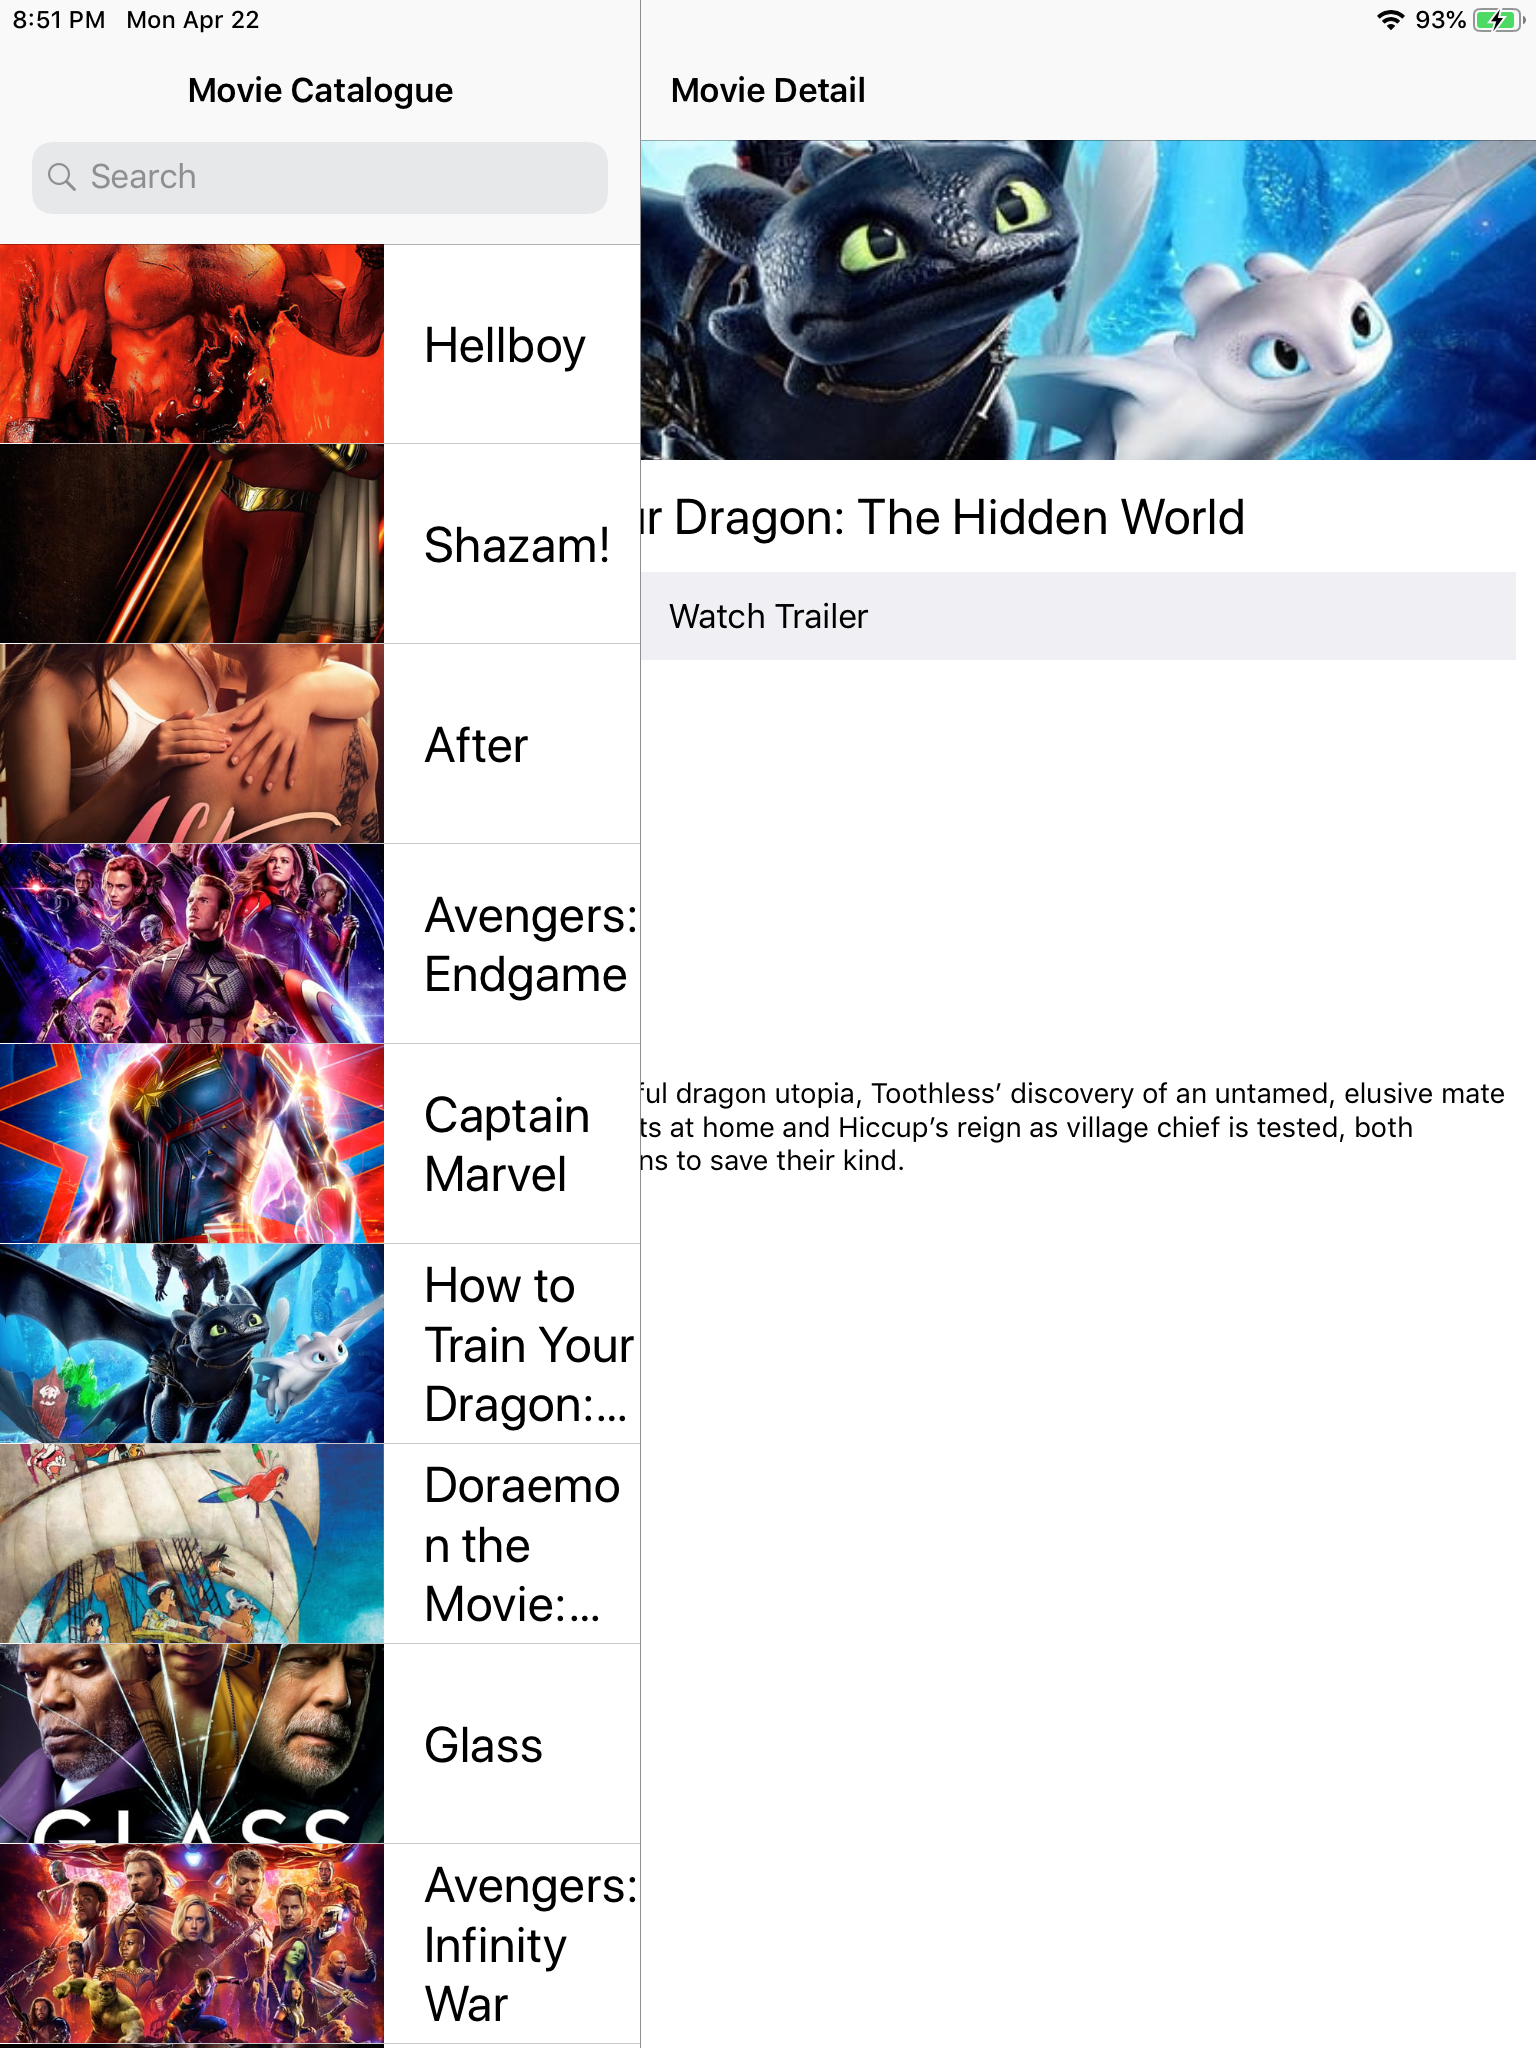 8:51 PM Mon Apr 22
93%
Movie Catalogue
Search
Hellboy
Shazam!
After
Avengers:
Endgame
Captain
Marvel
How to
Train Your
Dragon:...
Doraemo
n the
Movie:...
Glass
GLASS
Avengers:
Infinity
War
Movie Detail
ur Dragon: The Hidden World
Watch Trailer
ful dragon utopia, Toothless’ discovery of an untamed, elusive mate
ts at home and Hiccup’s reign as village chief is tested, both
ns to save their kind.